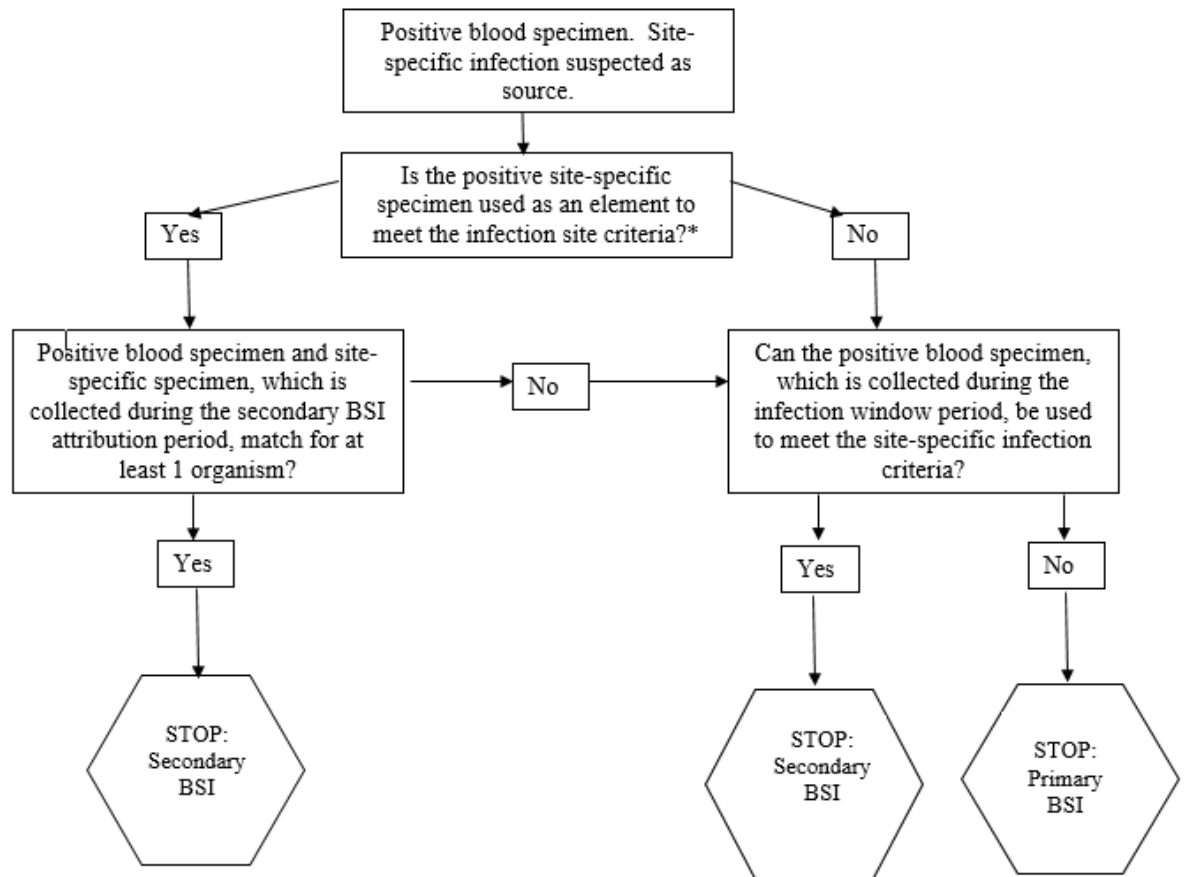 Positive blood specimen.  Site-
specific infection suspected as
source.
Is the positive site-specific
specimen used as an element to
meet the infection site criteria?*
Yes
No
Positive blood specimen and site-
specific specimen, which is
collected during the secondary BSI
attribution period, match for at
least 1 organism?
No
Can the positive blood specimen,
which is collected during the
infection window period, be used
to meet the site-specific infection
criteria?
Yes
Yes
No
STOP:
Secondary
BSI
STOP:
Secondary
BSI
STOP:
Primary
BSI